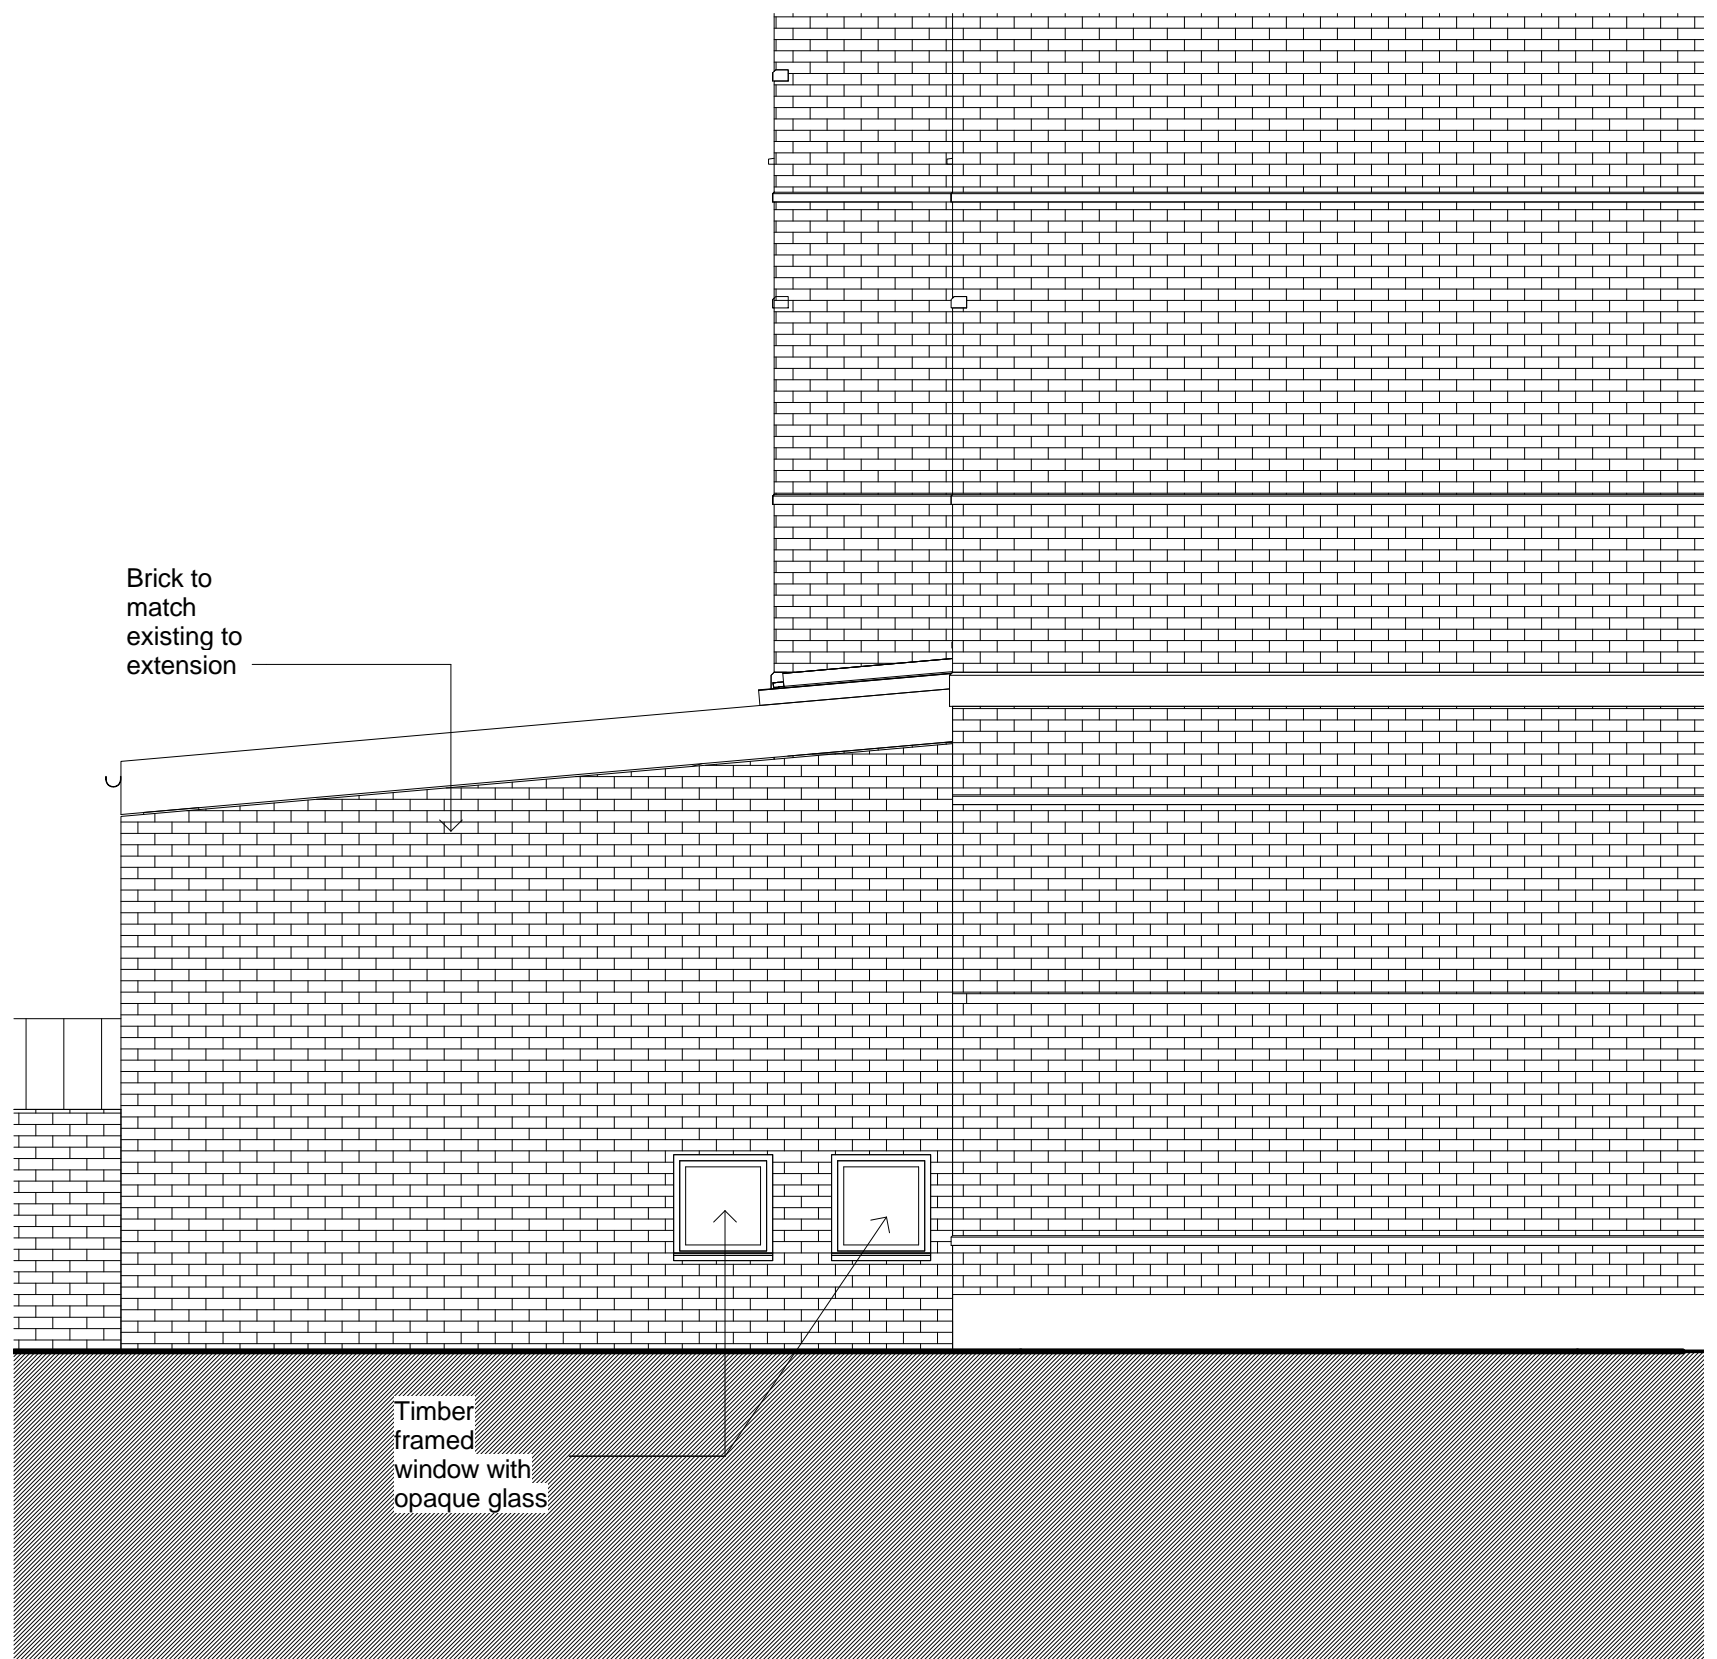 Brick to
match
existing to
extension
Timber
framed
window with
opaque glass